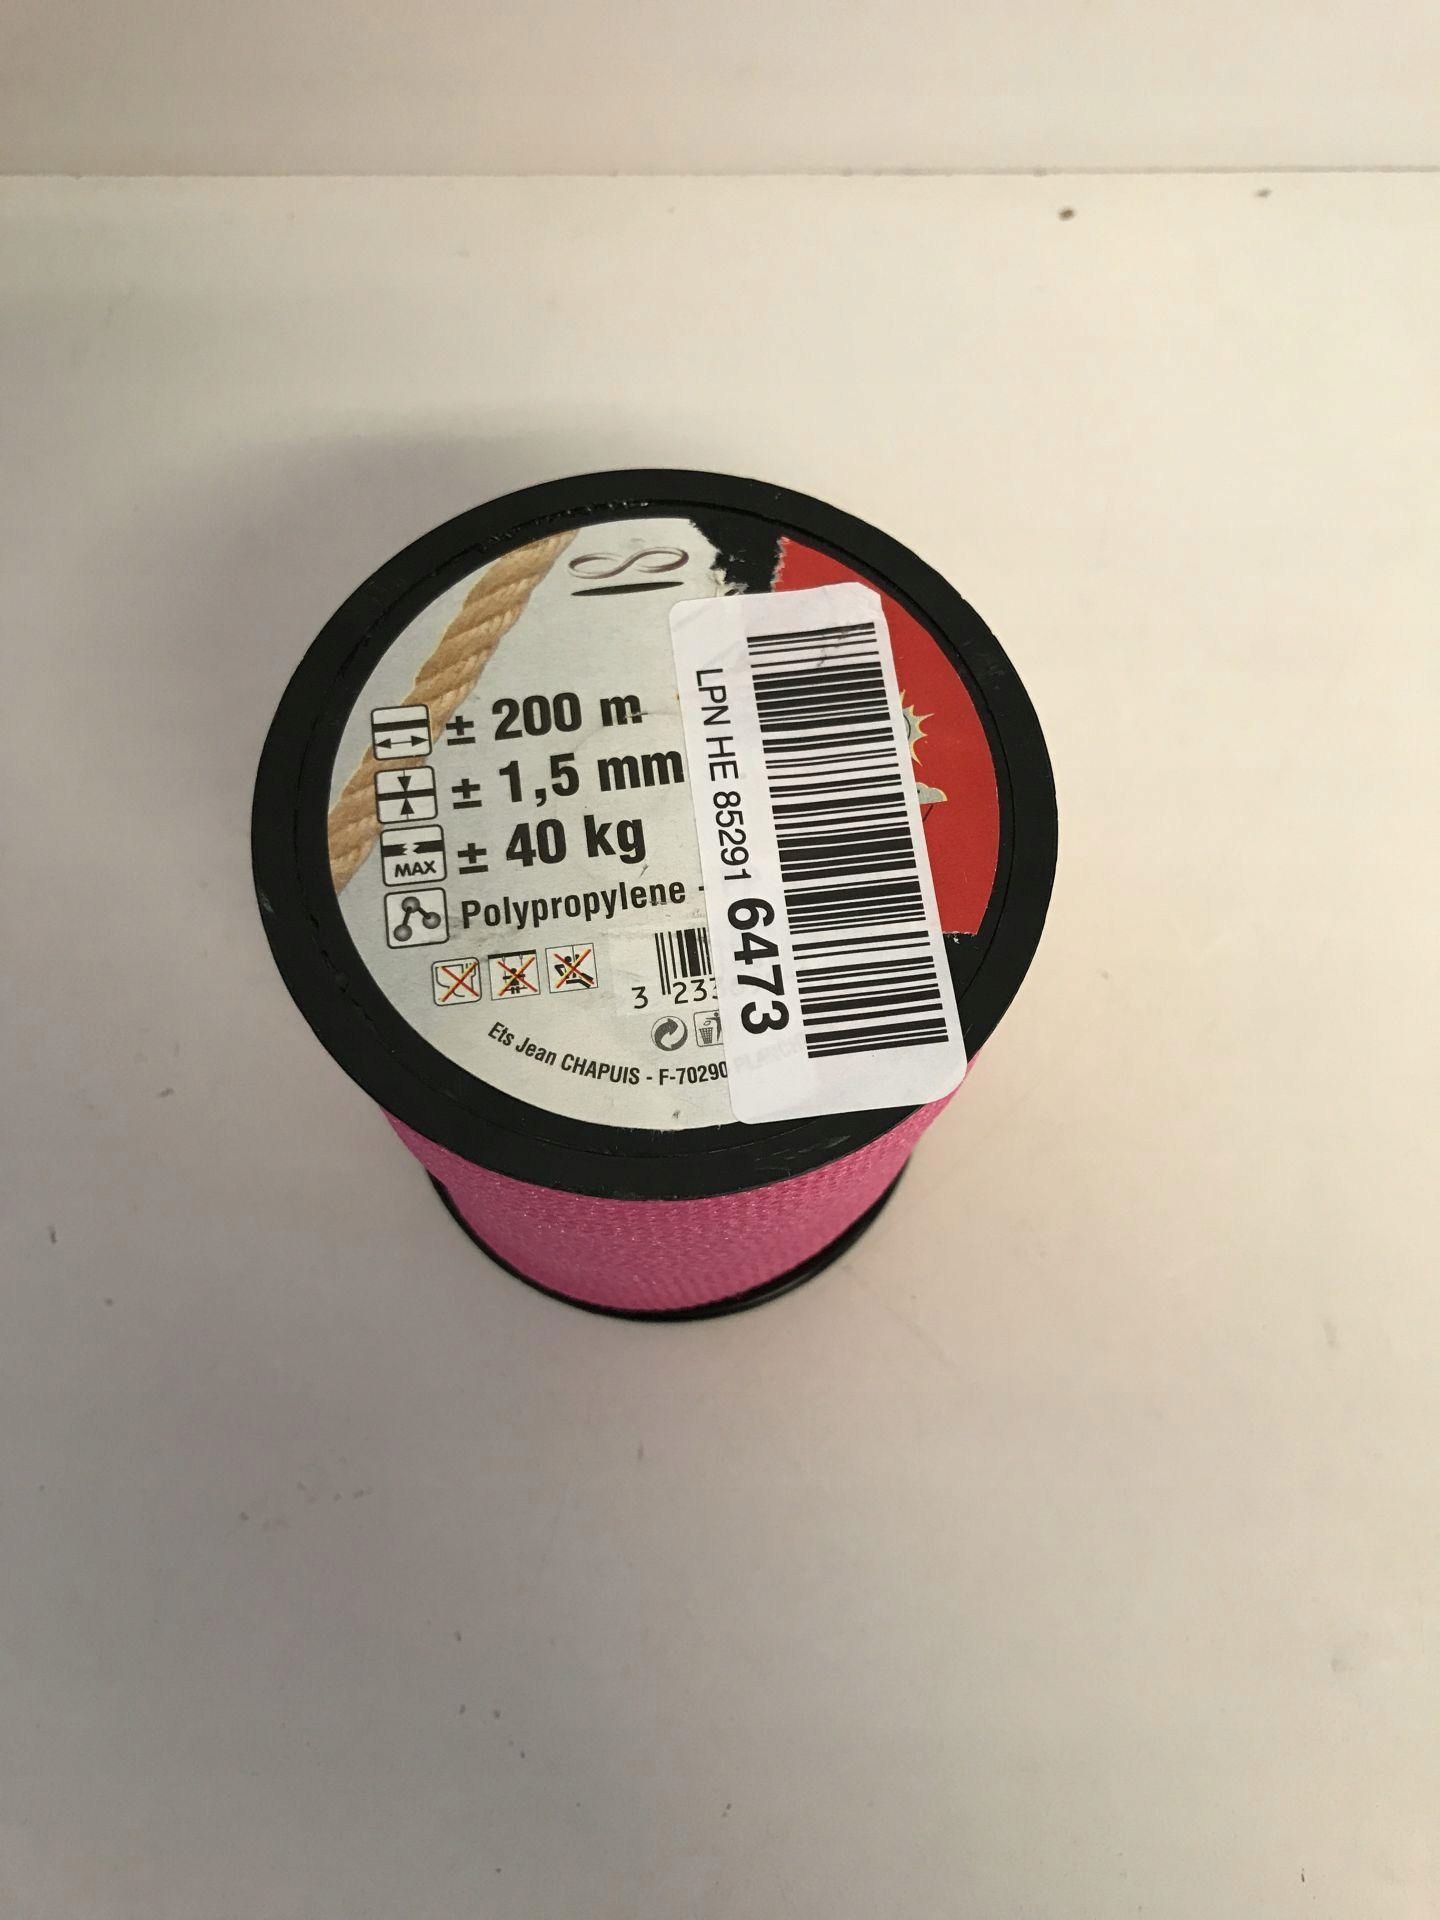 ± 200 m
± 1,5 mm
± 40 kg
MAX
Polypropylene -
3 23
Ets Jean CHAPUIS - F-70290
LPN HE 85291 6473